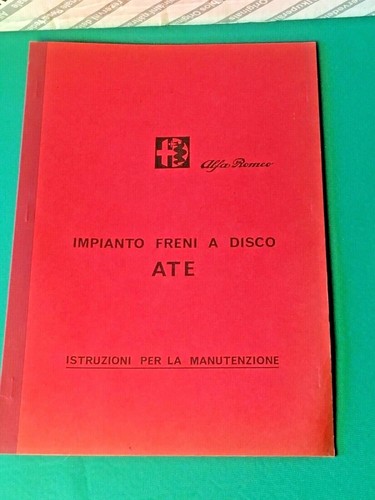 Alfa Romeo
IMPIANTO FRENI A DISCO
ATE
ISTRUZIONI PER LA MANUTENZIONE